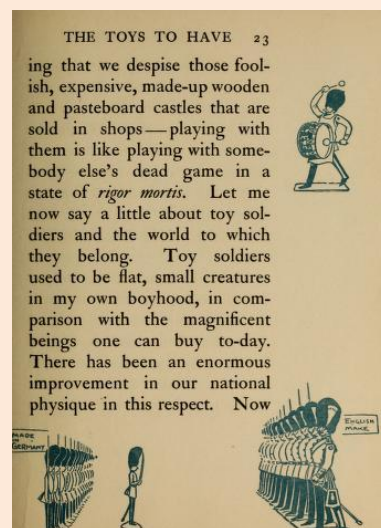 THE TOYS TO HAVE 23
ing that we despise those fool-
ish, expensive, made-up wooden
and pasteboard castles that are
sold in shops—playing with
them is like playing with some-
body else's dead game in a
state of rigor mortis. Let me
now say a little about toy sol-
diers and the world to which
they belong. Toy soldiers
used to be flat, small creatures
in my own boyhood, in com-
parison with the magnificent
beings one can buy to-day.
There has been an enormous
improvement in our national
physique in this respect. Now
MADE
IN
GERMANY
ENGLISH
MAKE